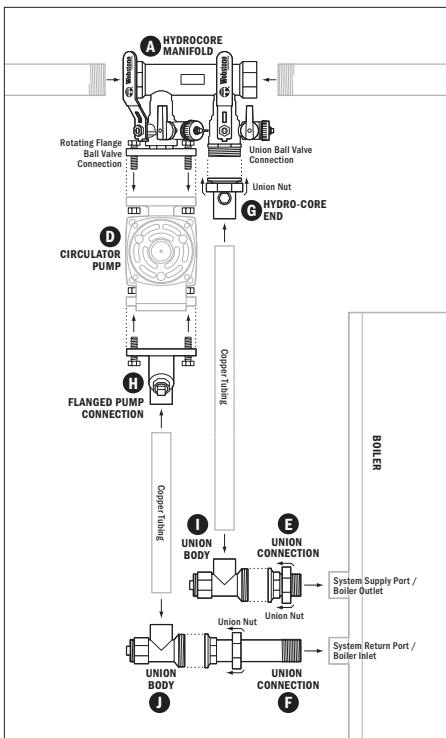 A HYDROCORE
MANIFOLD
Webstone
Webstone
Rotating Flange
Ball Valve
Connection
Union Ball Valve
Connection
Union Nut
G HYDRO-CORE
END
D
CIRCULATOR
PUMP
Copper Tubing
H
FLANGED PUMP
CONNECTION
BOILER
Copper Tubing
I
UNION
BODY
E
UNION
CONNECTION
System Supply Port /
Boiler Outlet
Union Nut
Union Nut
System Return Port /
Boiler Inlet
UNION
BODY
J
UNION
CONNECTION
F